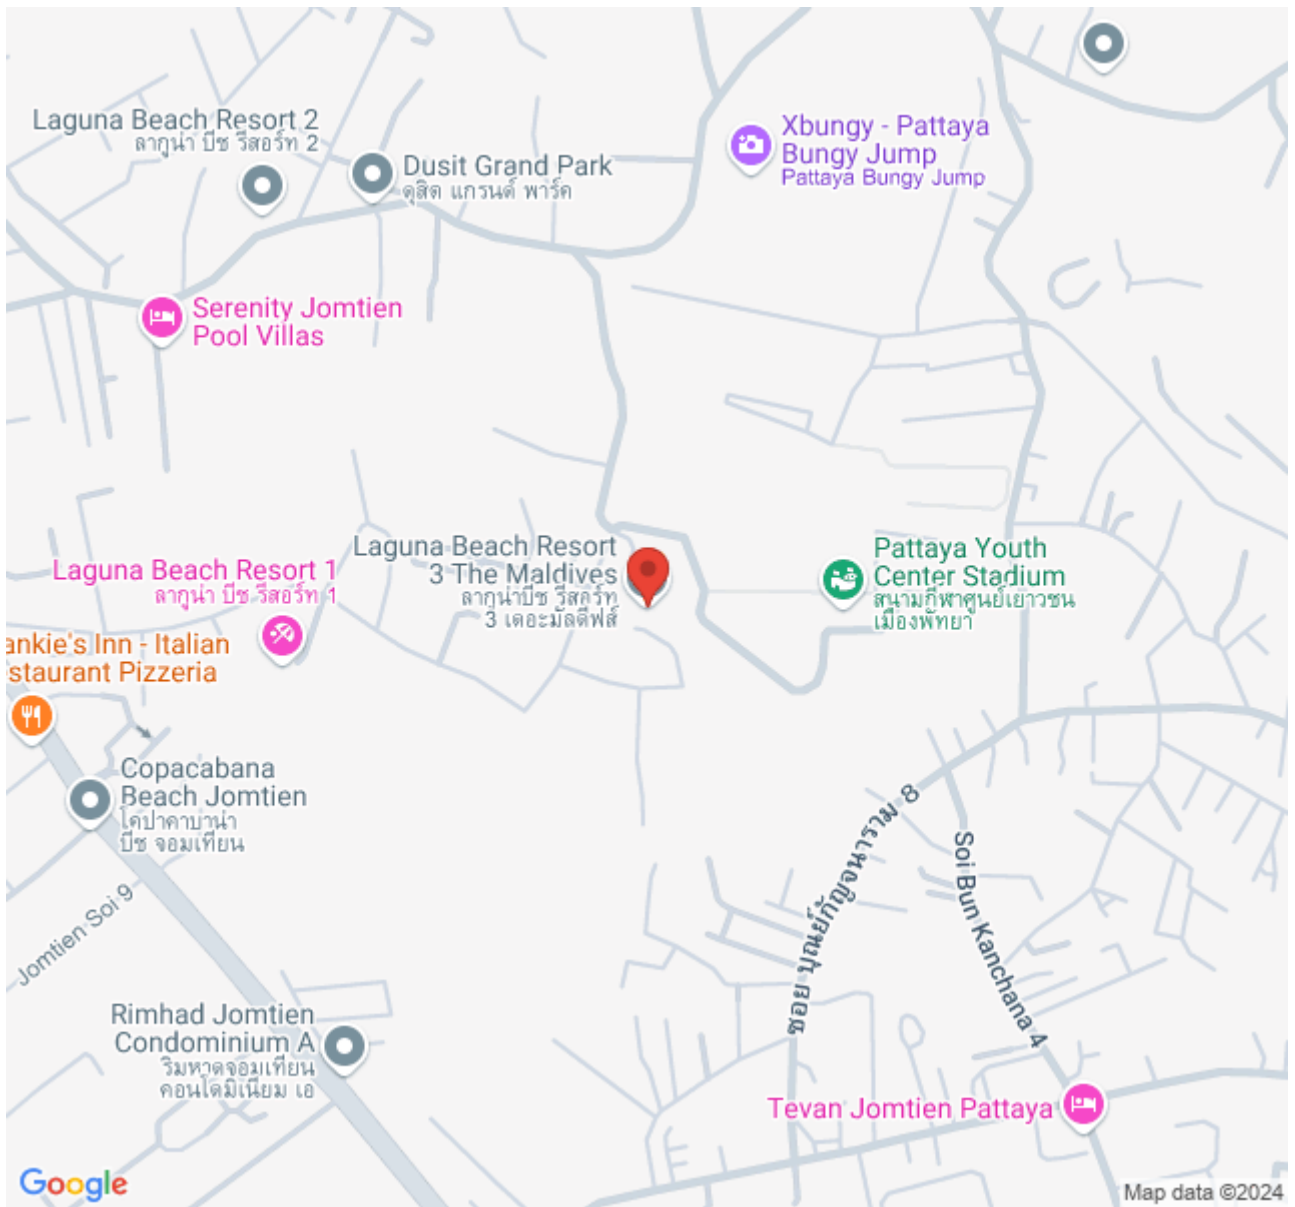 Laguna Beach Resort 2
ลากูน่า บีช รีสอร์ท 2
Dusit Grand Park
ดุสิต แกรนด์ พาร์ค
Xbungy - Pattaya
Bungy Jump
Pattaya Bungy Jump
Serenity Jomtien
Pool Villas
Laguna Beach Resort
3 The Maldives
ลากูน่าบีช รีสอร์ท
3 เดอะมัลดีฟส์
Laguna Beach Resort 1
ลากูน่า บีช รีสอร์ท 1
Pattaya Youth
Center Stadium
สนามกีฬาศูนย์เยาวชน
เมืองพัทยา
ankie's Inn - Italian
staurant Pizzeria
Copacabana
Beach Jomtien
โคปาคาบาน่า
บีช จอมเทียน
ซอย บุณย์กัญจนาราม 8
Soi Bun Kanchana 4
Jomtien Soi 9
Rimhad Jomtien
Condominium A
ริมหาดจอมเทียน
คอนโดมิเนียม เอ
Tevan Jomtien Pattaya
Google
Map data ©2024